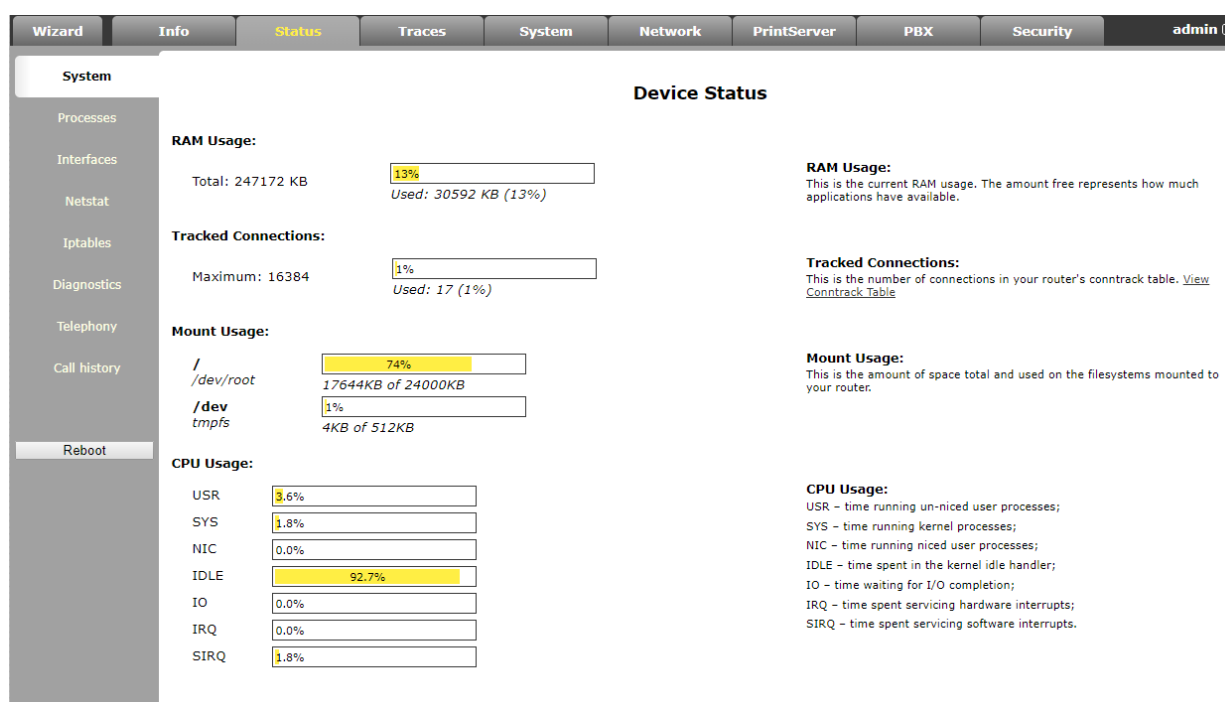 Wizard Info Status Traces System Network PrintServer PBX Security admin
System
Processes
Interfaces
Netstat
Iptables
Diagnostics
Telephony
Call history
Reboot
Device Status
RAM Usage:
Total: 247172 KB
13%
Used: 30592 KB (13%)
RAM Usage:
This is the current RAM usage. The amount free represents how much
applications have available.
Tracked Connections:
Maximum: 16384
1%
Used: 17 (1%)
Tracked Connections:
This is the number of connections in your router's conntrack table. View
Conntrack Table
Mount Usage:
/
/dev/root
74%
17644KB of 24000KB
/dev
tmpfs
1%
4KB of 512KB
Mount Usage:
This is the amount of space total and used on the filesystems mounted to
your router.
CPU Usage:
USR 3.6%
SYS 1.8%
NIC 0.0%
IDLE 92.7%
IO 0.0%
IRQ 0.0%
SIRQ 1.8%
CPU Usage:
USR – time running un-niced user processes;
SYS – time running kernel processes;
NIC – time running niced user processes;
IDLE – time spent in the kernel idle handler;
IO – time waiting for I/O completion;
IRQ – time spent servicing hardware interrupts;
SIRQ – time spent servicing software interrupts.